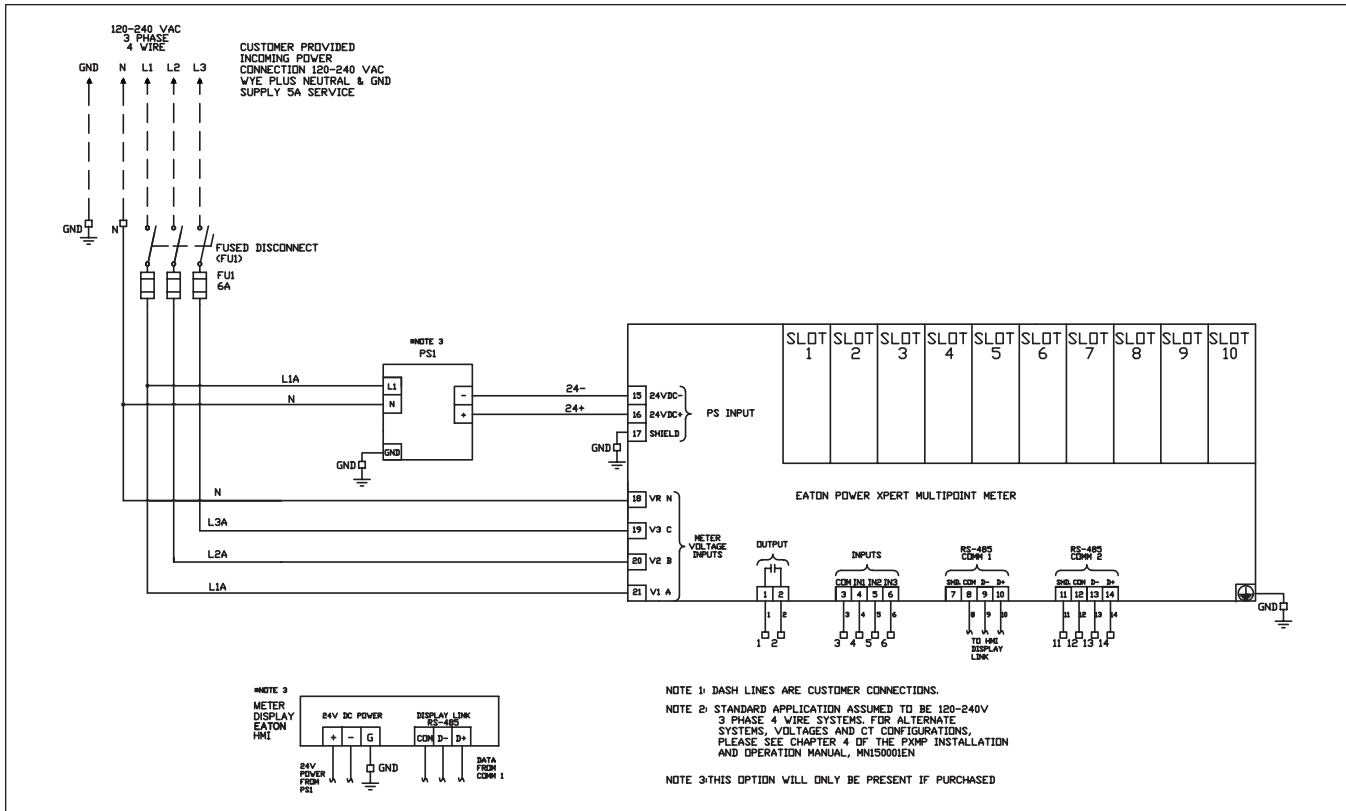 120-240 VAC
3 PHASE
4 WIRE
GND N L1 L2 L3
CUSTOMER PROVIDED
INCOMING POWER
CONNECTION 120-240 VAC
WYE PLUS NEUTRAL & GND
SUPPLY 5A SERVICE
GND
N
FUSED DISCONNECT
(FU1)
FU1
6A
*NOTE 3
PS1
L1A
L1
N
N
GND
GND
-
+
24-
24+
15 24VDC-
16 24VDC+
17 SHIELD
PS INPUT
GND
SLOT 1
SLOT 2
SLOT 3
SLOT 4
SLOT 5
SLOT 6
SLOT 7
SLOT 8
SLOT 9
SLOT 10
EATON POWER XPERT MULTIPOINT METER
N
18 VR N
L3A
19 V3 C
L2A
20 V2 B
L1A
21 V1 A
METER
VOLTAGE
INPUTS
OUTPUT
1 2
1 2
1 2
INPUTS
COM IN1 IN2 IN3
3 4 5 6
3 4 5 6
3 4 5 6
RS-485
COMM 1
SHD. COM D- D+
7 8 9 10
8 9 10
TO HMI
DISPLAY
LINK
RS-485
COMM 2
SHD. COM D- D+
11 12 13 14
11 12 13 14
11 12 13 14
GND
*NOTE 3
METER
DISPLAY
EATON
HMI
24V DC POWER
+ - G
GND
24V
POWER
FROM
PS1
DISPLAY LINK
RS-485
COM D- D+
DATA
FROM
COMM 1
NOTE 1: DASH LINES ARE CUSTOMER CONNECTIONS.
NOTE 2: STANDARD APPLICATION ASSUMED TO BE 120-240V
3 PHASE 4 WIRE SYSTEMS. FOR ALTERNATE
SYSTEMS, VOLTAGES AND CT CONFIGURATIONS,
PLEASE SEE CHAPTER 4 OF THE PXMP INSTALLATION
AND OPERATION MANUAL, MN150001EN
NOTE 3:THIS OPTION WILL ONLY BE PRESENT IF PURCHASED